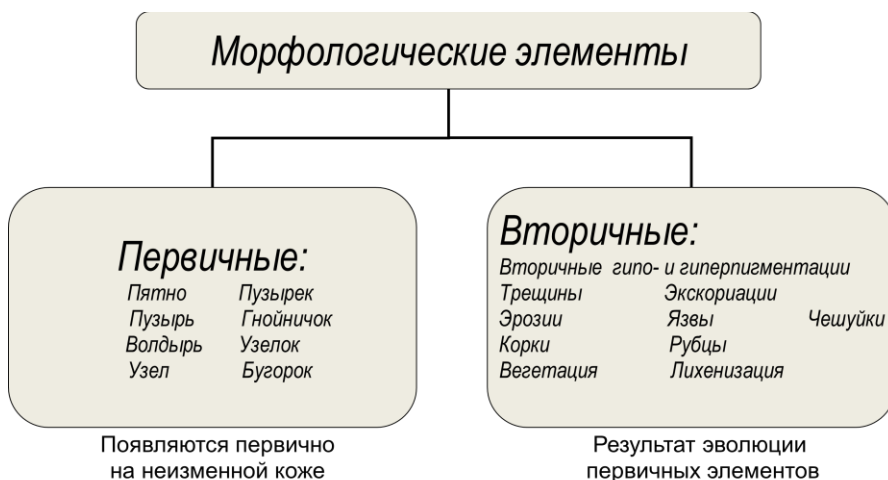 Морфологические элементы
Первичные:
Пятно Пузырек
Пузырь Гнойничок
Волдырь Узелок
Узел Бугорок
Появляются первично
на неизменной коже
Вторичные:
Вторичные гипо- и гиперпигментации
Трещины Экскориации
Эрозии Язвы Чешуйки
Корки Рубцы
Вегетация Лихенизация
Результат эволюции
первичных элементов